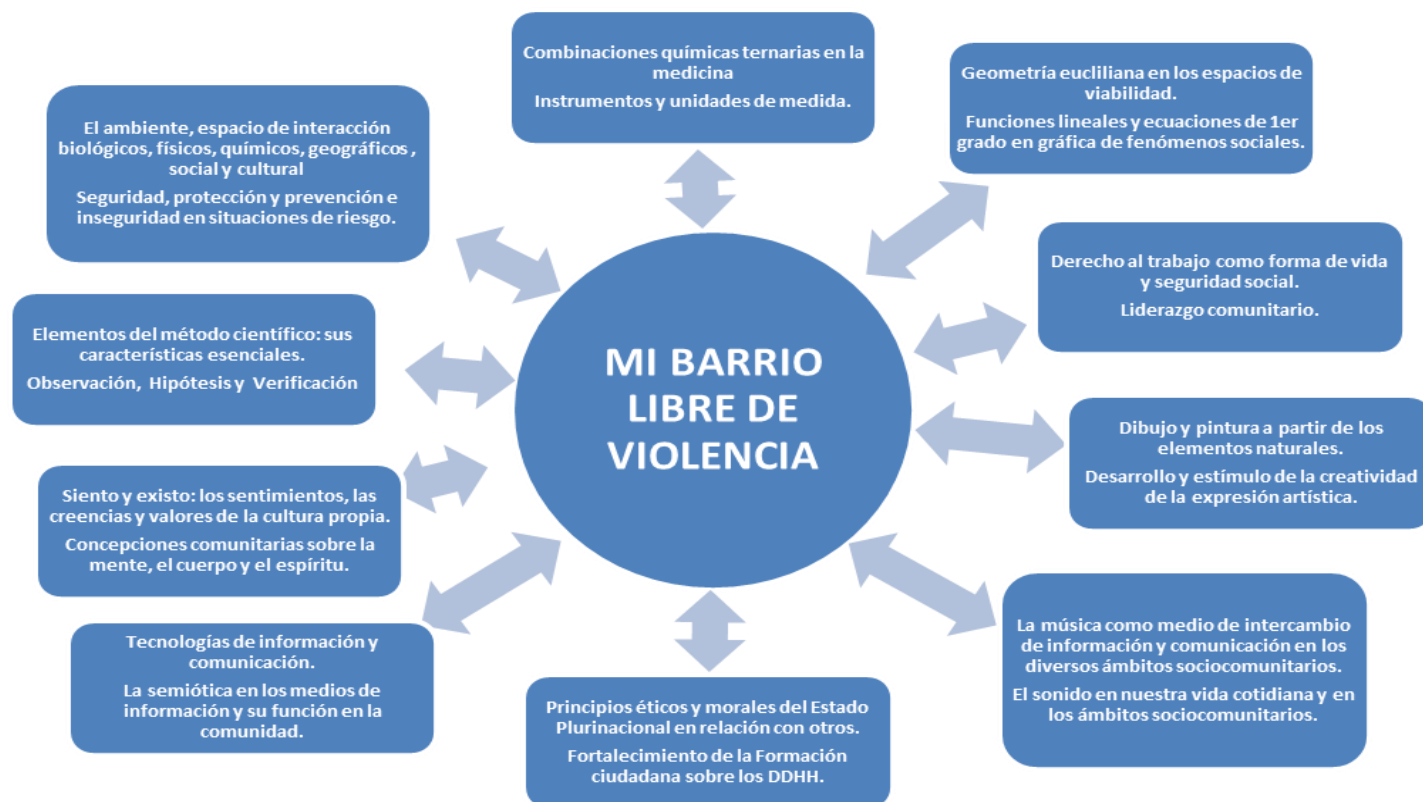 Combinaciones químicas ternarias en la
medicina
Instrumentos y unidades de medida.
Geometría eucliliana en los espacios de
viabilidad.
Funciones lineales y ecuaciones de 1er
grado en gráfica de fenómenos sociales.
El ambiente, espacio de interacción
biológicos, físicos, químicos, geográficos ,
social y cultural
Seguridad, protección y prevención e
inseguridad en situaciones de riesgo.
Derecho al trabajo como forma de vida
y seguridad social.
Liderazgo comunitario.
Elementos del método científico: sus
características esenciales.
Observación, Hipótesis y Verificación
MI BARRIO
LIBRE DE
VIOLENCIA
Dibujo y pintura a partir de los
elementos naturales.
Desarrollo y estímulo de la creatividad
de la expresión artística.
Siento y existo: los sentimientos, las
creencias y valores de la cultura propia.
Concepciones comunitarias sobre la
mente, el cuerpo y el espíritu.
La música como medio de intercambio
de información y comunicación en los
diversos ámbitos sociocomunitarios.
El sonido en nuestra vida cotidiana y en
los ámbitos sociocomunitarios.
Tecnologías de información y
comunicación.
La semiótica en los medios de
información y su función en la
comunidad.
Principios éticos y morales del Estado
Plurinacional en relación con otros.
Fortalecimiento de la Formación
ciudadana sobre los DDHH.